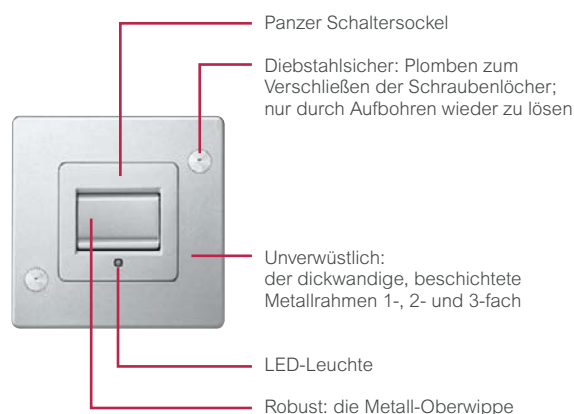 Panzer Schaltersockel
Diebstahlsicher: Plomben zum
Verschließen der Schraubenlöcher;
nur durch Aufbohren wieder zu lösen
Unverwüstlich:
der dickwandige, beschichtete
Metallrahmen 1-, 2- und 3-fach
LED-Leuchte
Robust: die Metall-Oberwippe